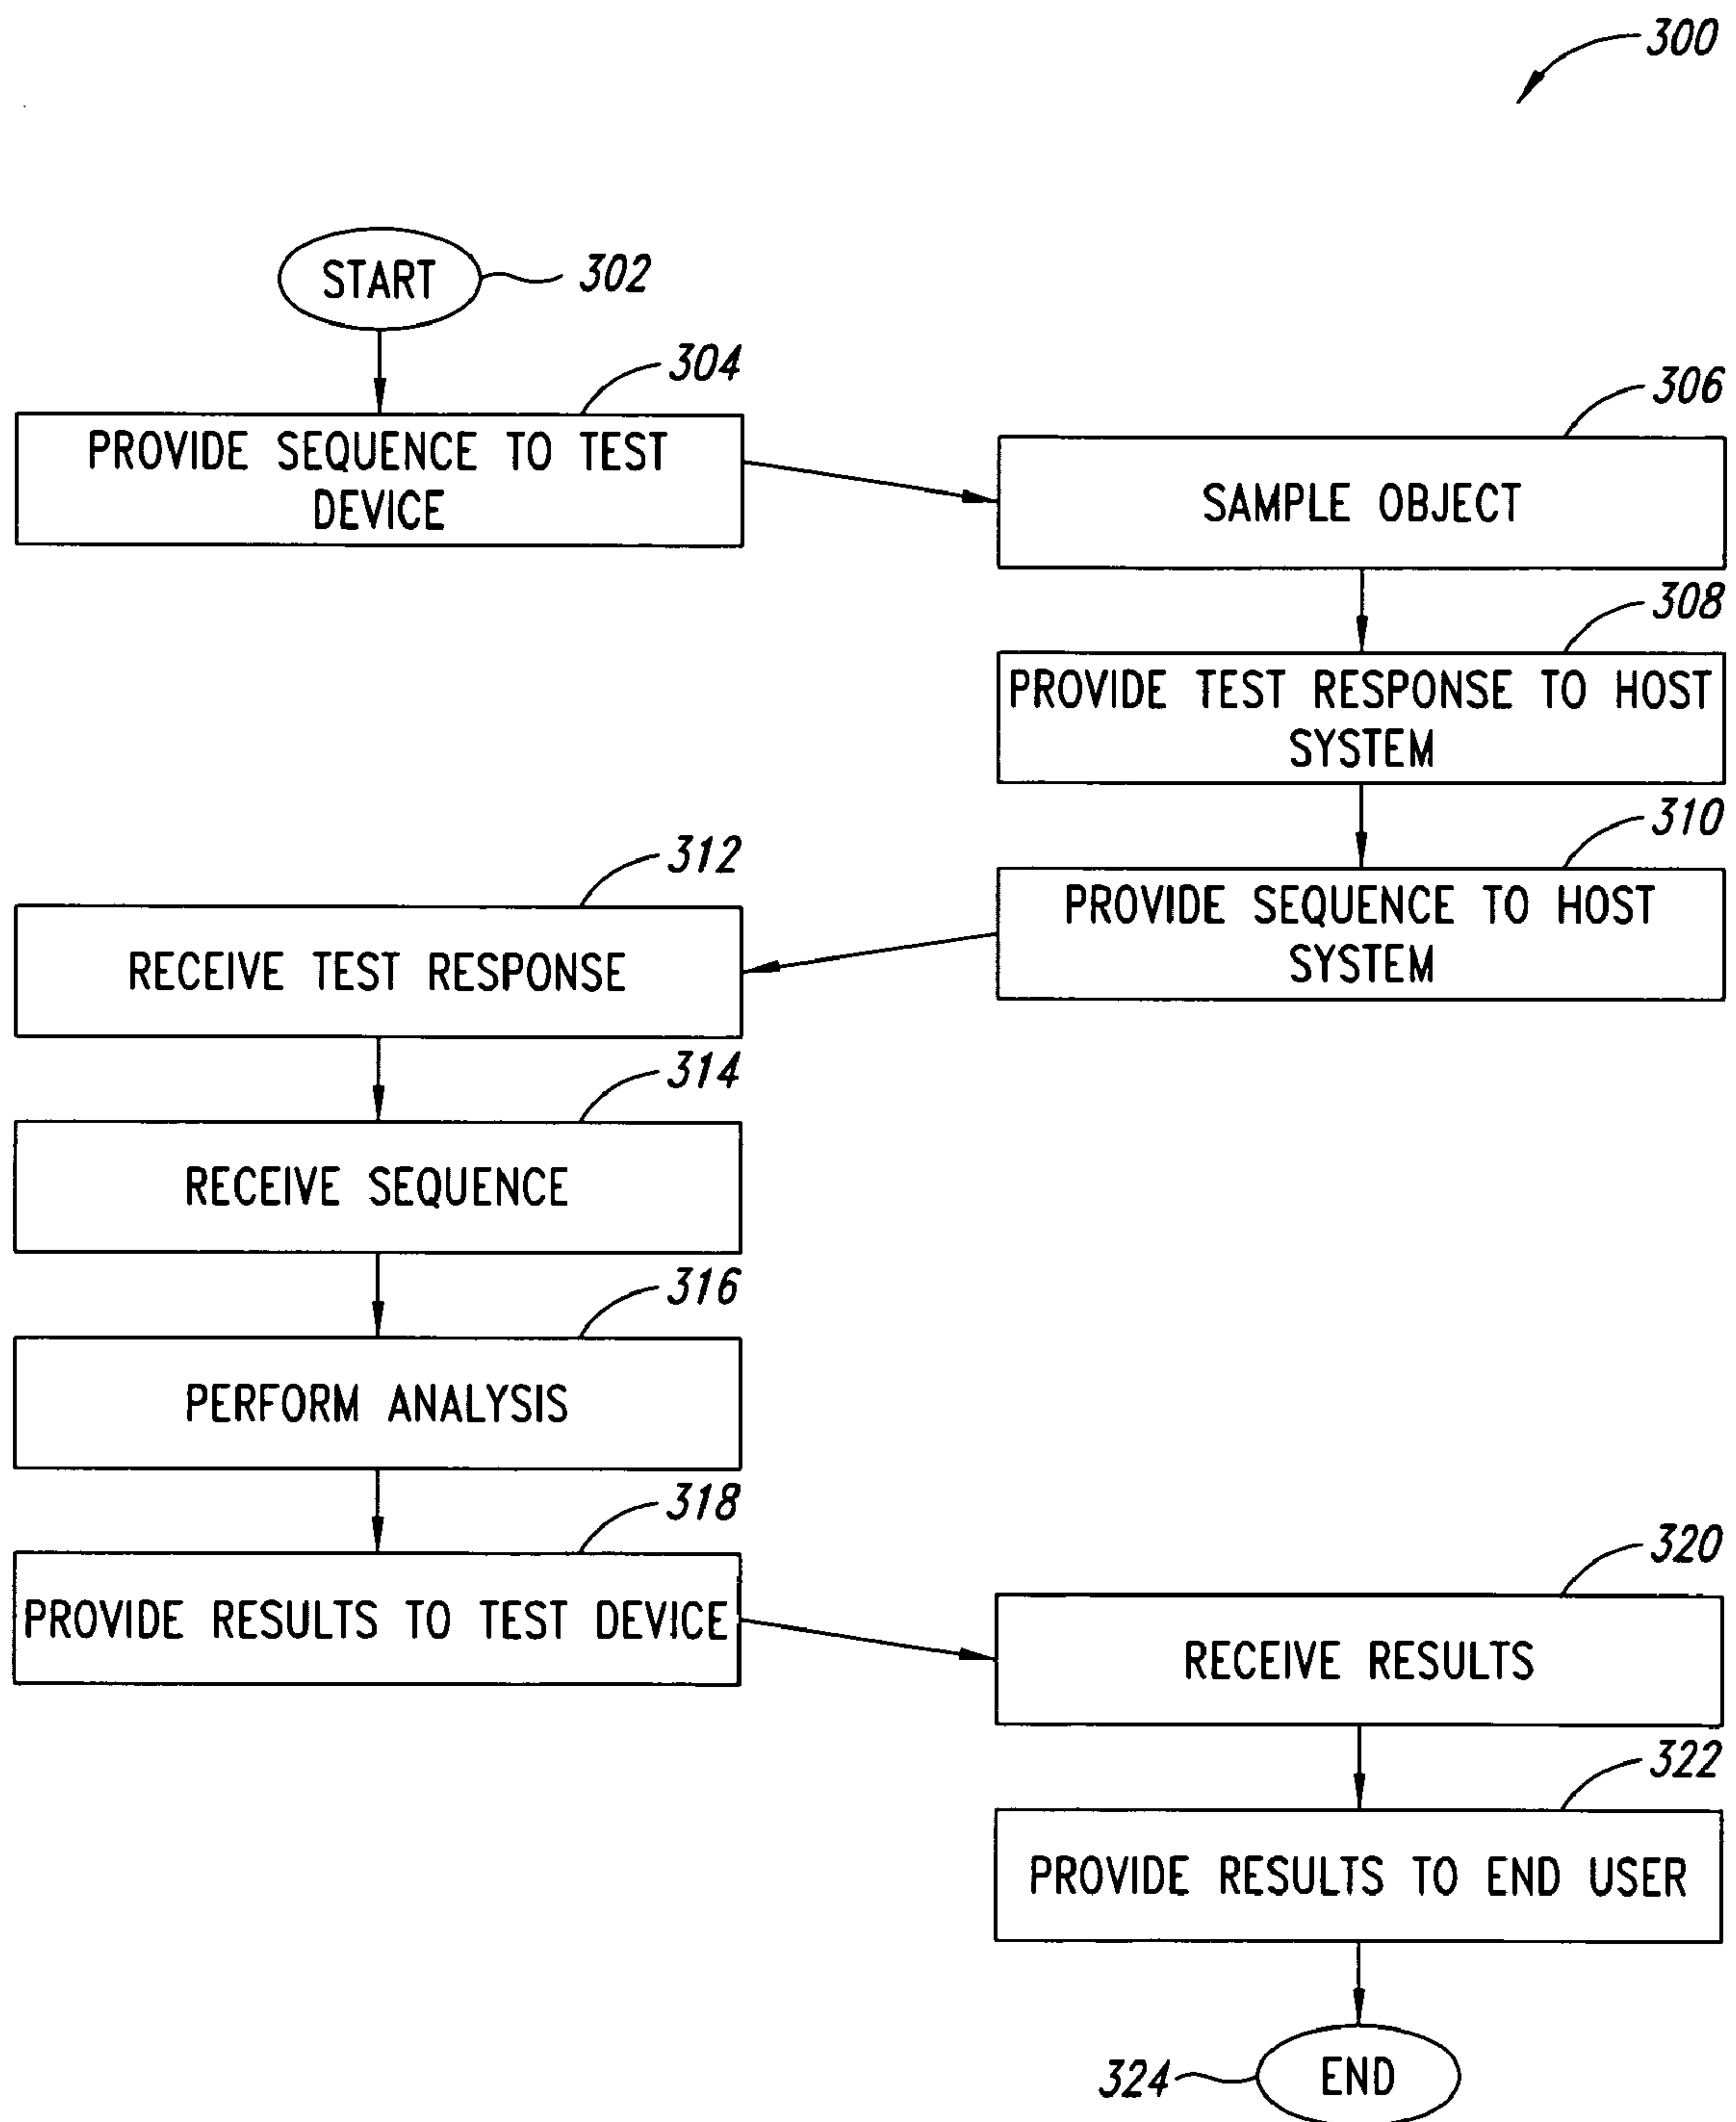 300
START
302
304
PROVIDE SEQUENCE TO TEST
DEVICE
306
SAMPLE OBJECT
308
PROVIDE TEST RESPONSE TO HOST
SYSTEM
310
PROVIDE SEQUENCE TO HOST
SYSTEM
312
RECEIVE TEST RESPONSE
314
RECEIVE SEQUENCE
316
PERFORM ANALYSIS
318
PROVIDE RESULTS TO TEST DEVICE
320
RECEIVE RESULTS
322
PROVIDE RESULTS TO END USER
324
END